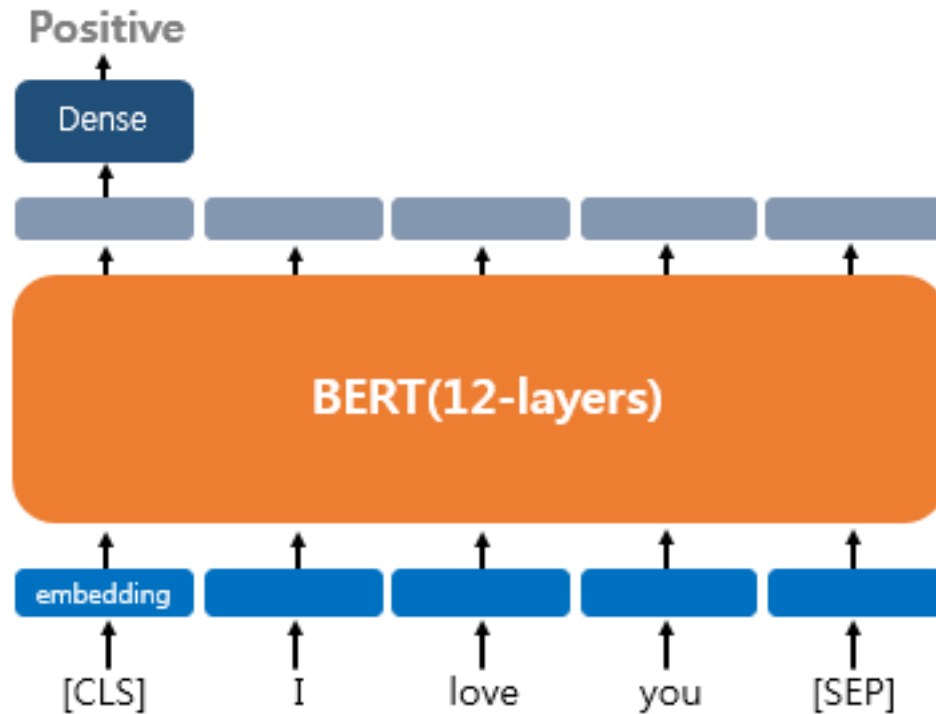 Positive
Dense
BERT(12-layers)
embedding
[CLS] I love you [SEP]